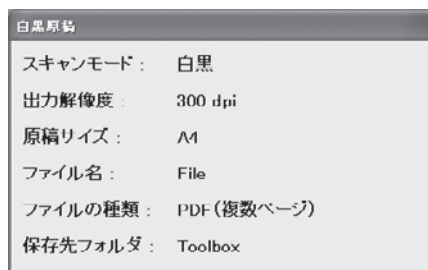 白黒原稿
スキャンモード： 白黒
出力解像度： 300 dpi
原稿サイズ： A4
ファイル名： File
ファイルの種類： PDF(複数ページ)
保存先フォルダ： Toolbox